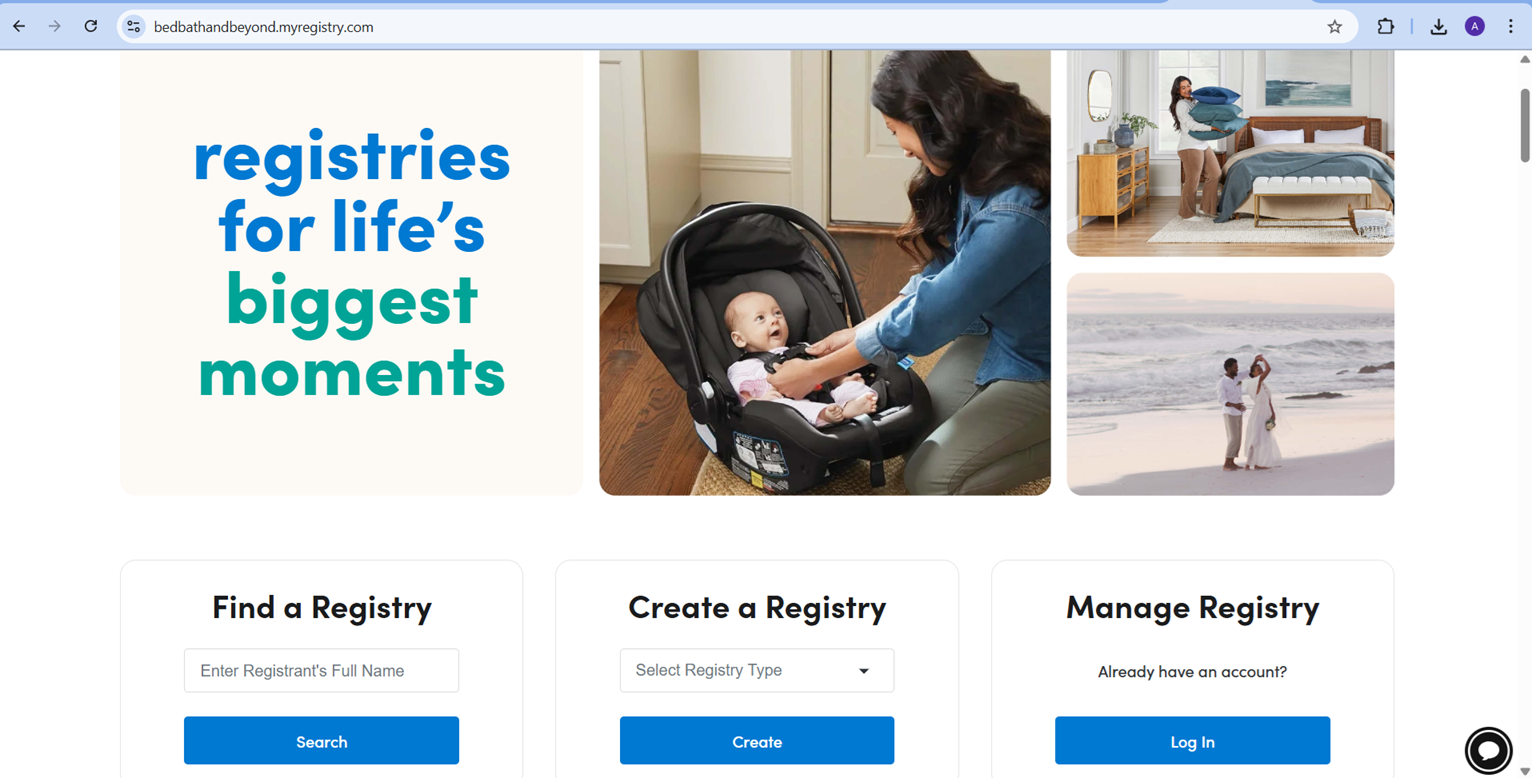 bedbathandbeyond.myregistry.com
A
registries
for life’s
biggest
moments
Find a Registry
Enter Registrant's Full Name
Search
Create a Registry
Select Registry Type
Create
Manage Registry
Already have an account?
Log In